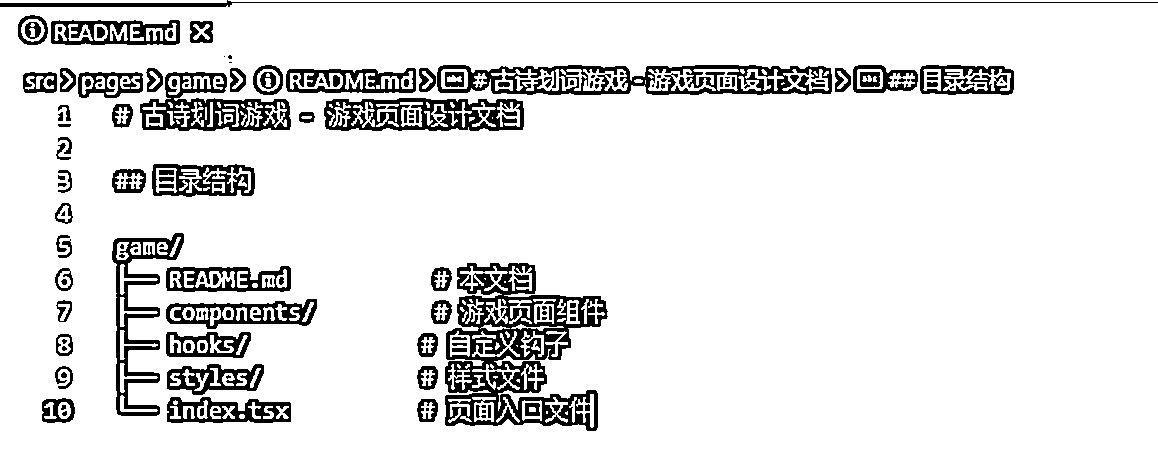 README.md ×
src > pages > game > README.md > # 古诗划词游戏 - 游戏页面设计文档 > ## 目录结构
1 # 古诗划词游戏 - 游戏页面设计文档
2
3 ## 目录结构
4
5 game/
6 ├── README.md # 本文档
7 ├── components/ # 游戏页面组件
8 ├── hooks/ # 自定义钩子
9 ├── styles/ # 样式文件
10 └── index.tsx # 页面入口文件